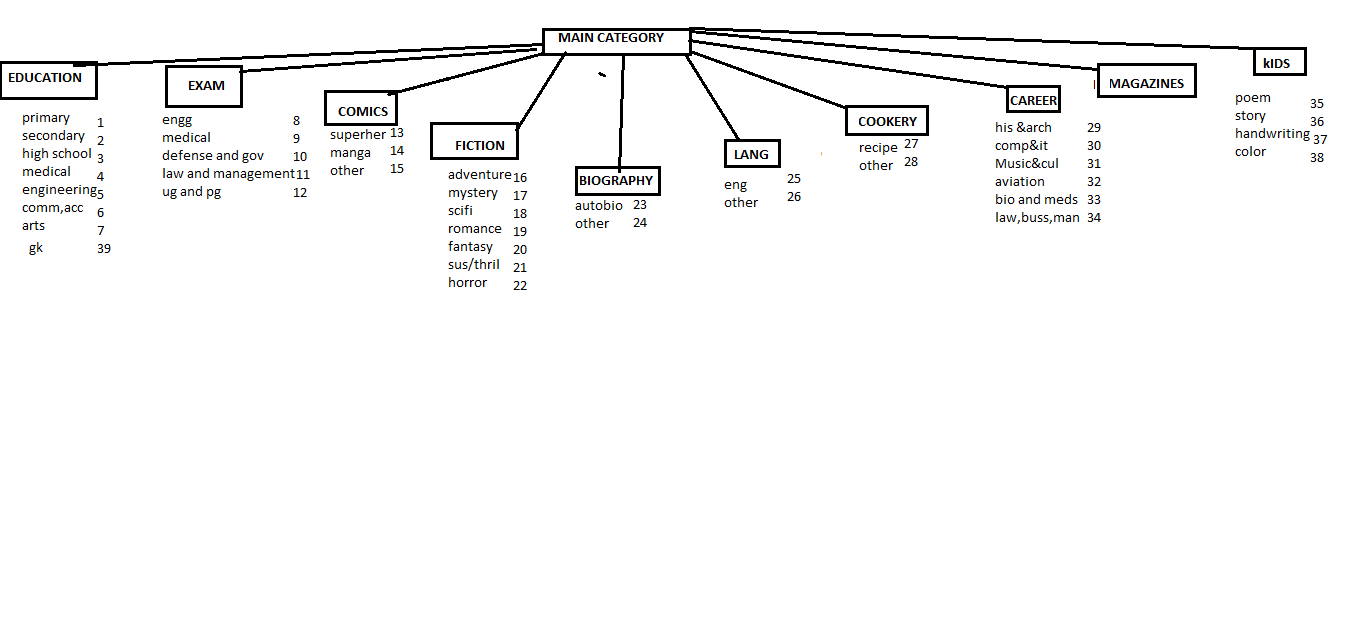 MAIN CATEGORY
EDUCATION
primary 1
secondary 2
high school 3
medical 4
engineering 5
comm,acc 6
arts 7
gk 39
EXAM
engg 8
medical 9
defense and gov 10
law and management 11
ug and pg 12
COMICS
superher 13
manga 14
other 15
FICTION
adventure 16
mystery 17
scifi 18
romance 19
fantasy 20
sus/thril 21
horror 22
BIOGRAPHY
autobio 23
other 24
LANG
eng 25
other 26
COOKERY
recipe 27
other 28
CAREER
his &arch 29
comp&it 30
Music&cul 31
aviation 32
bio and meds 33
law,buss,man 34
MAGAZINES
kIDS
poem 35
story 36
handwriting 37
color 38